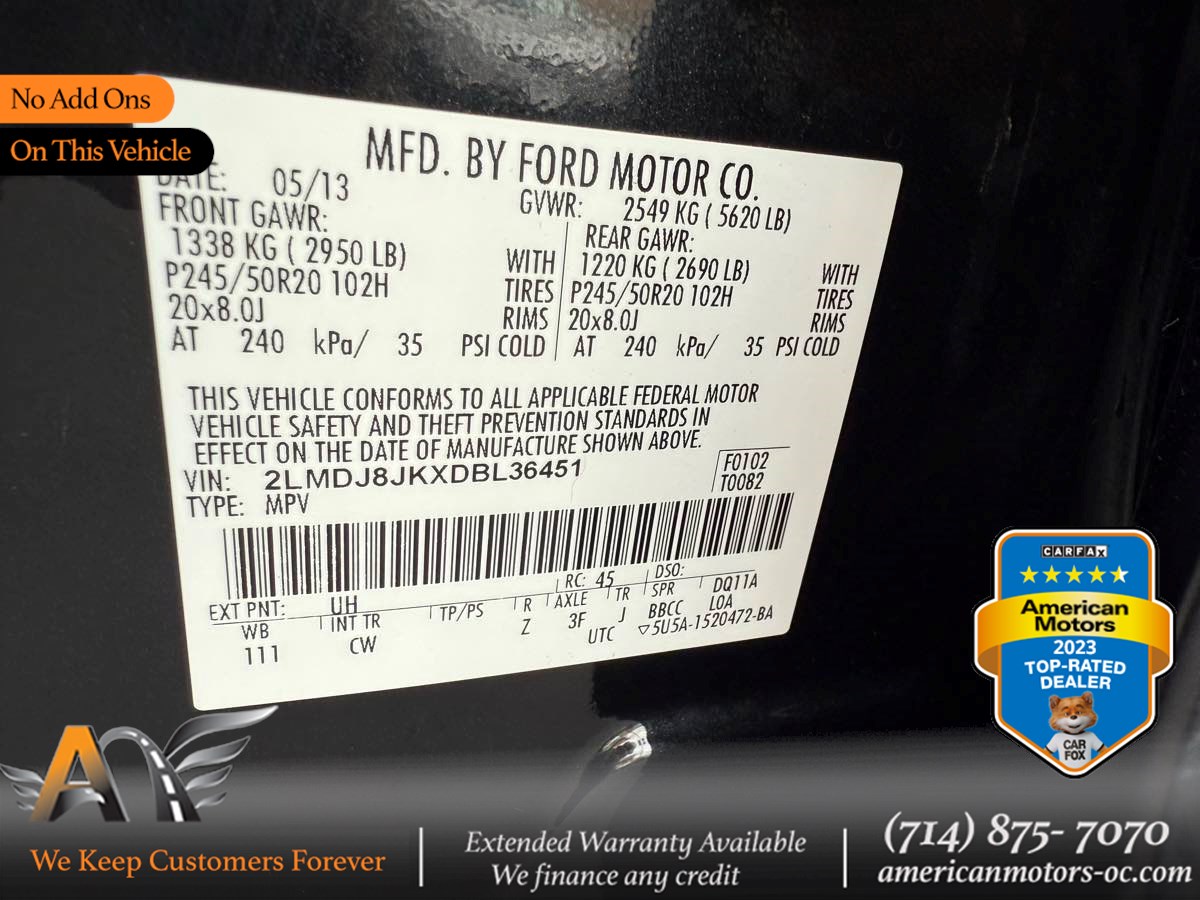 No Add Ons
On This Vehicle
MFD. BY FORD MOTOR CO.
DATE: 05/13
GVWR: 2549 KG ( 5620 LB)
FRONT GAWR:
REAR GAWR:
1338 KG ( 2950 LB) WITH
1220 KG ( 2690 LB) WITH
P245/50R20 102H TIRES
P245/50R20 102H TIRES
20x8.0J RIMS
20x8.0J RIMS
AT 240 kPa/ 35 PSI COLD
AT 240 kPa/ 35 PSI COLD
THIS VEHICLE CONFORMS TO ALL APPLICABLE FEDERAL MOTOR
VEHICLE SAFETY AND THEFT PREVENTION STANDARDS IN
EFFECT ON THE DATE OF MANUFACTURE SHOWN ABOVE.
VIN: 2LMDJ8JKXDBL36451
F0102
TYPE: MPV
T0082
EXT PNT: UH RC: 45 DSO:
WB INT TR TP/PS R AXLE TR SPR DQ11A
111 CW Z 3F J BBCC LOA
UTC ▽5U5A-1520472-BA
CARFAX
American
Motors
2023
TOP-RATED
DEALER
CAR
FOX
A
We Keep Customers Forever
Extended Warranty Available
We finance any credit
(714) 875- 7070
americanmotors-oc.com